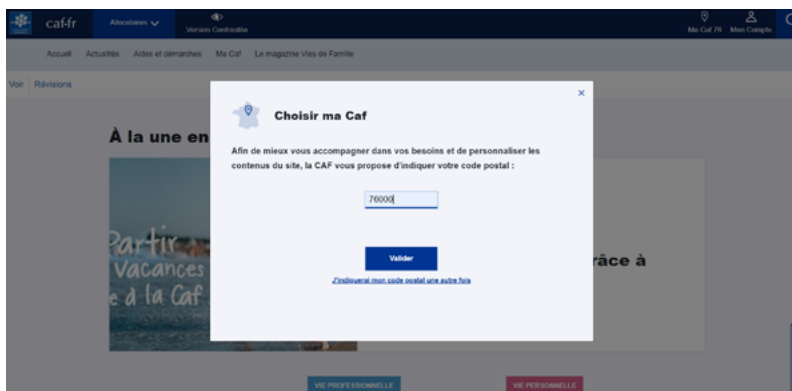 caf.fr
Allocataires
Version Contrastée
Ma Caf 76
Mon Compte
Accueil
Actualités
Aides et démarches
Ma Caf
Le magazine Vies de Famille
Voir
Révisions
À la une en
Choisir ma Caf
Afin de mieux vous accompagner dans vos besoins et de personnaliser les
contenus du site, la CAF vous propose d'indiquer votre code postal :
76000
Valider
J'indiquerai mon code postal une autre fois
Partir
Vacances
e à la Caf
râce à
VIE PROFESSIONNELLE
VIE PERSONNELLE